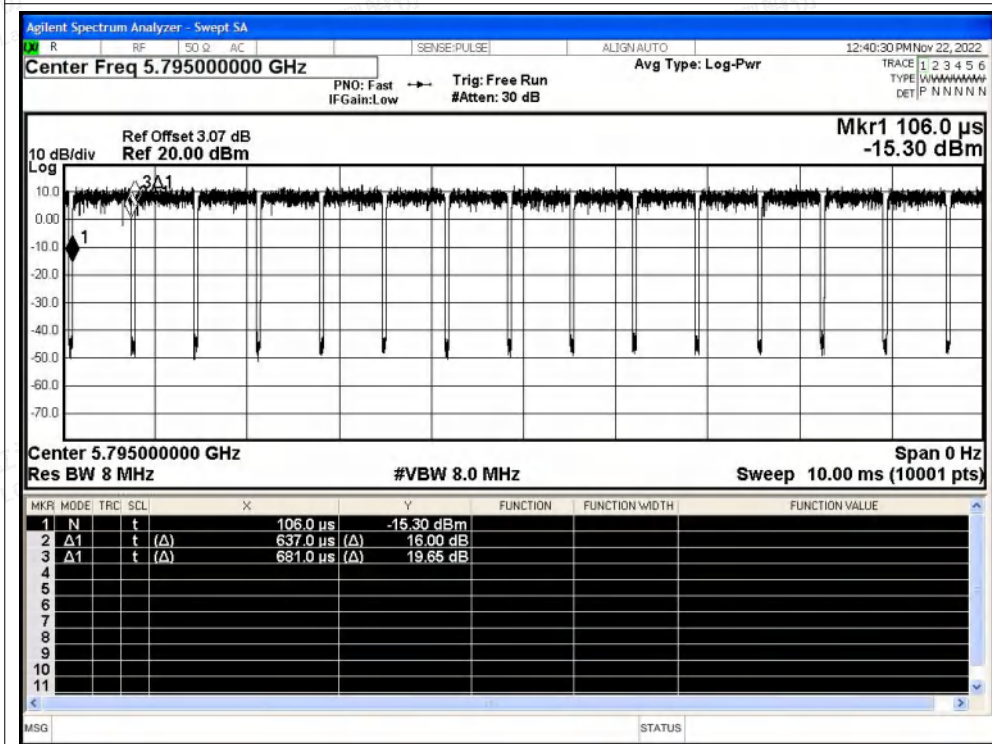 Agilent Spectrum Analyzer - Swept SA
LXI R RF 50 Ω AC SENSE:PULSE ALIGN AUTO 12:40:30 PM Nov 22, 2022
Center Freq 5.795000000 GHz
PNO: Fast
IFGain:Low
Trig: Free Run
#Atten: 30 dB
Avg Type: Log-Pwr
TRACE 1 2 3 4 5 6
TYPE W
DET P N N N N N
Mkr1 106.0 µs
-15.30 dBm
Ref Offset 3.07 dB
10 dB/div Ref 20.00 dBm
Log
10.0
0.00
-10.0
-20.0
-30.0
-40.0
-50.0
-60.0
-70.0
3Δ1
1
Center 5.795000000 GHz Span 0 Hz
Res BW 8 MHz #VBW 8.0 MHz Sweep 10.00 ms (10001 pts)
MKR MODE TRC SCL X Y FUNCTION FUNCTION WIDTH FUNCTION VALUE
1 N t 106.0 µs -15.30 dBm
2 Δ1 t (Δ) 637.0 µs (Δ) 16.00 dB
3 Δ1 t (Δ) 681.0 µs (Δ) 19.65 dB
4
5
6
7
8
9
10
11
MSG STATUS